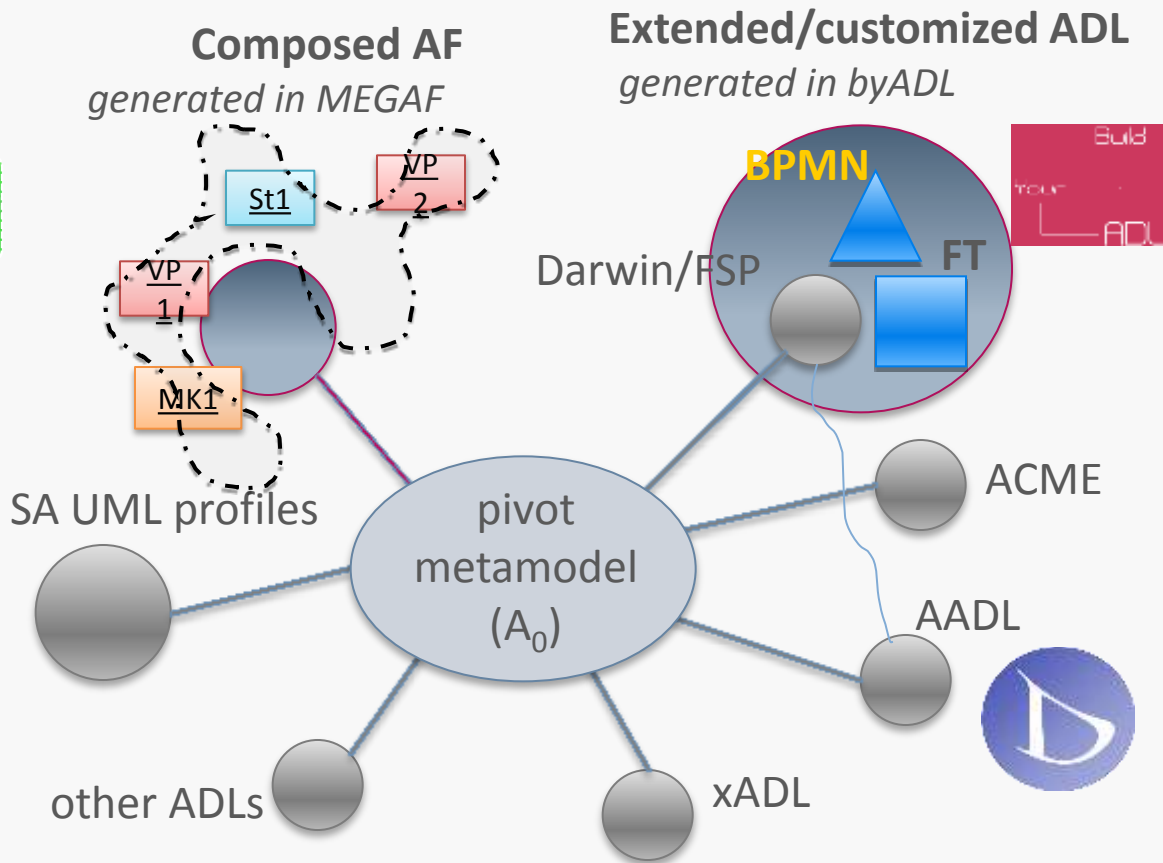 Composed AF
generated in MEGAF
Extended/customized ADL
generated in byADL
St1
VP
2
VP
1
MK1
BPMN
FT
Build
Your
ADL
Darwin/FSP
ACME
SA UML profiles
pivot
metamodel
(A₀)
AADL
other ADLs
xADL